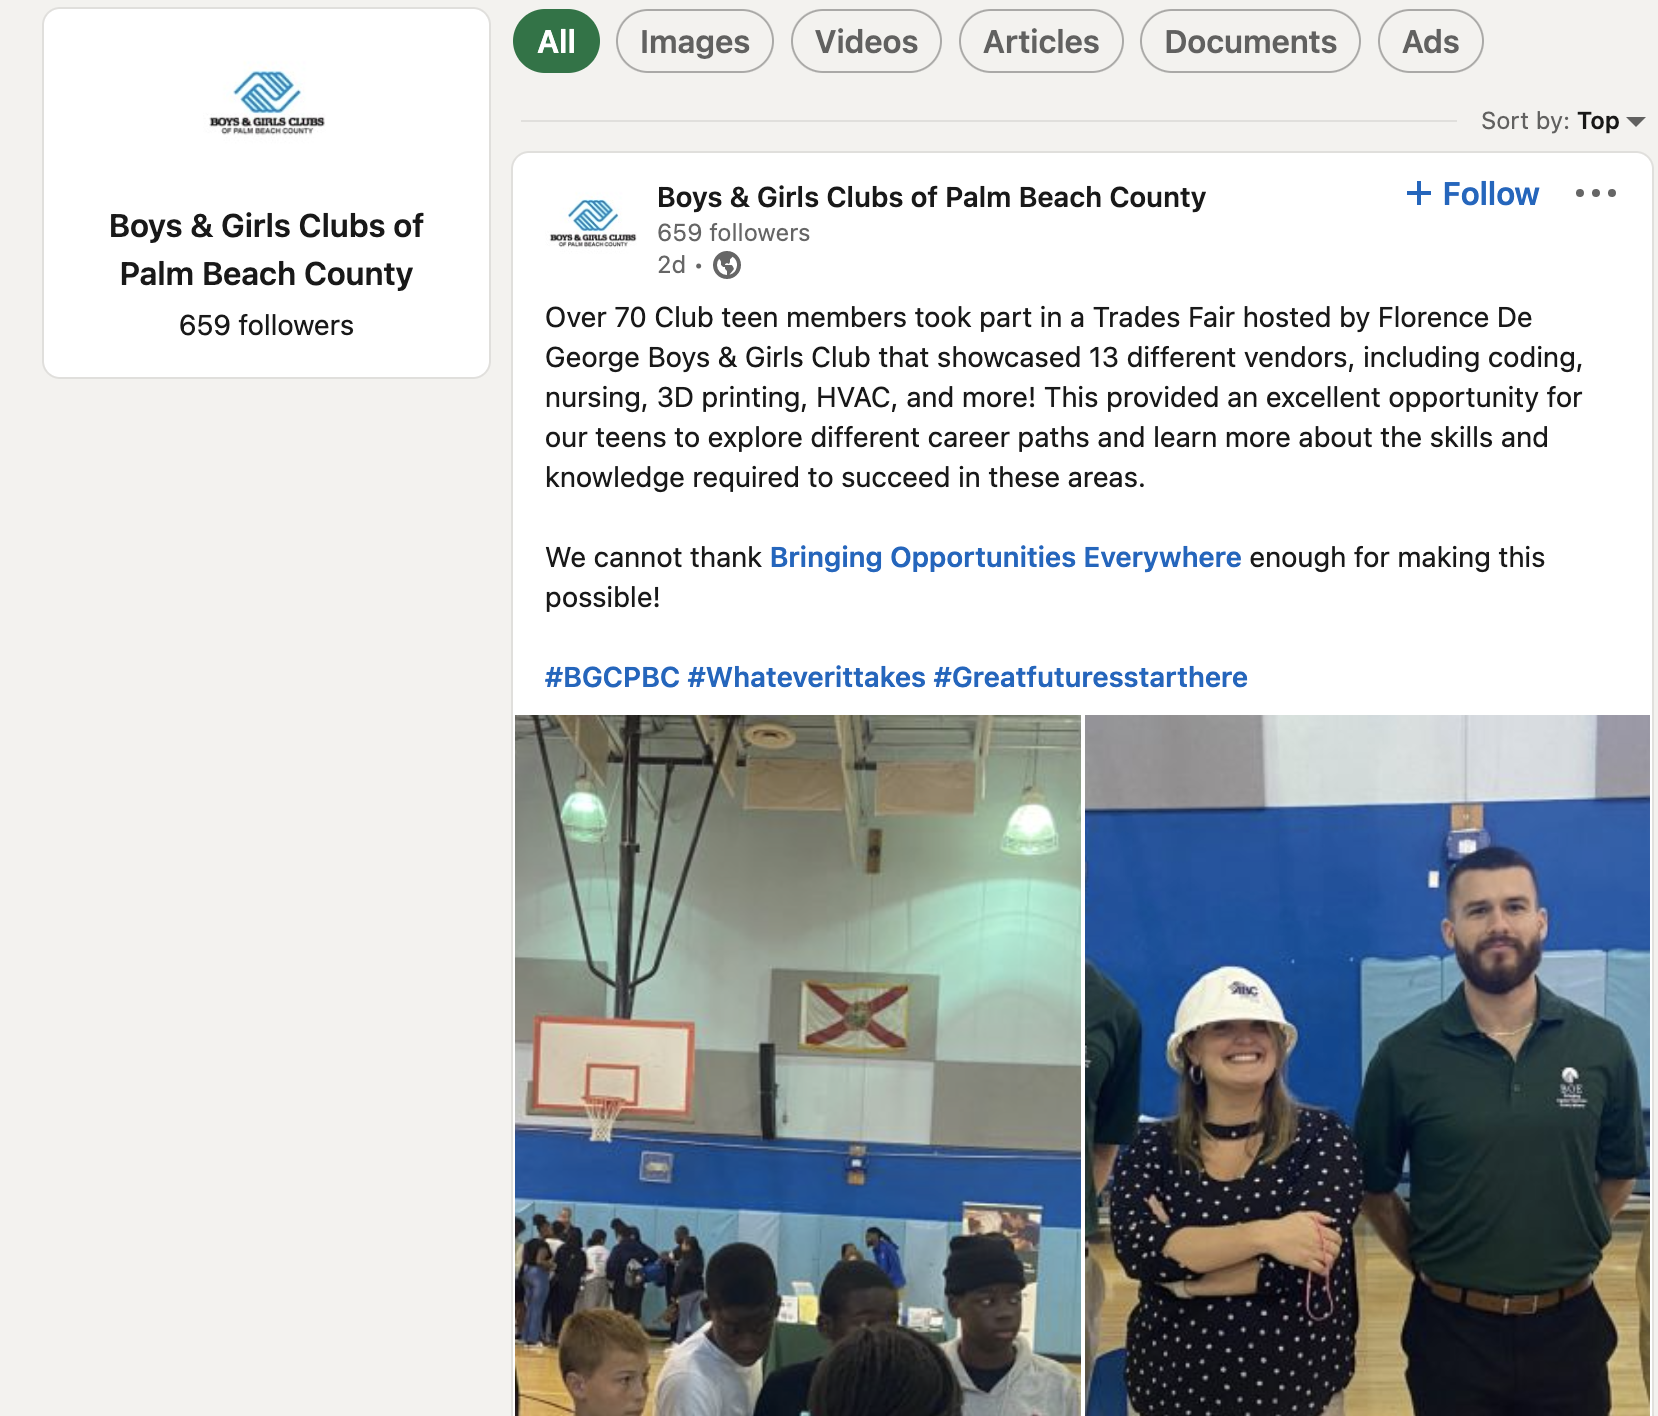 BOYS & GIRLS CLUBS
OF PALM BEACH COUNTY
Boys & Girls Clubs of
Palm Beach County
659 followers
All
Images
Videos
Articles
Documents
Ads
Sort by: Top
BOYS & GIRLS CLUBS
OF PALM BEACH COUNTY
Boys & Girls Clubs of Palm Beach County
659 followers
2d •
+ Follow
Over 70 Club teen members took part in a Trades Fair hosted by Florence De
George Boys & Girls Club that showcased 13 different vendors, including coding,
nursing, 3D printing, HVAC, and more! This provided an excellent opportunity for
our teens to explore different career paths and learn more about the skills and
knowledge required to succeed in these areas.
We cannot thank Bringing Opportunities Everywhere enough for making this
possible!
#BGCPBC #Whateverittakes #Greatfuturesstarthere
ABC
BOE